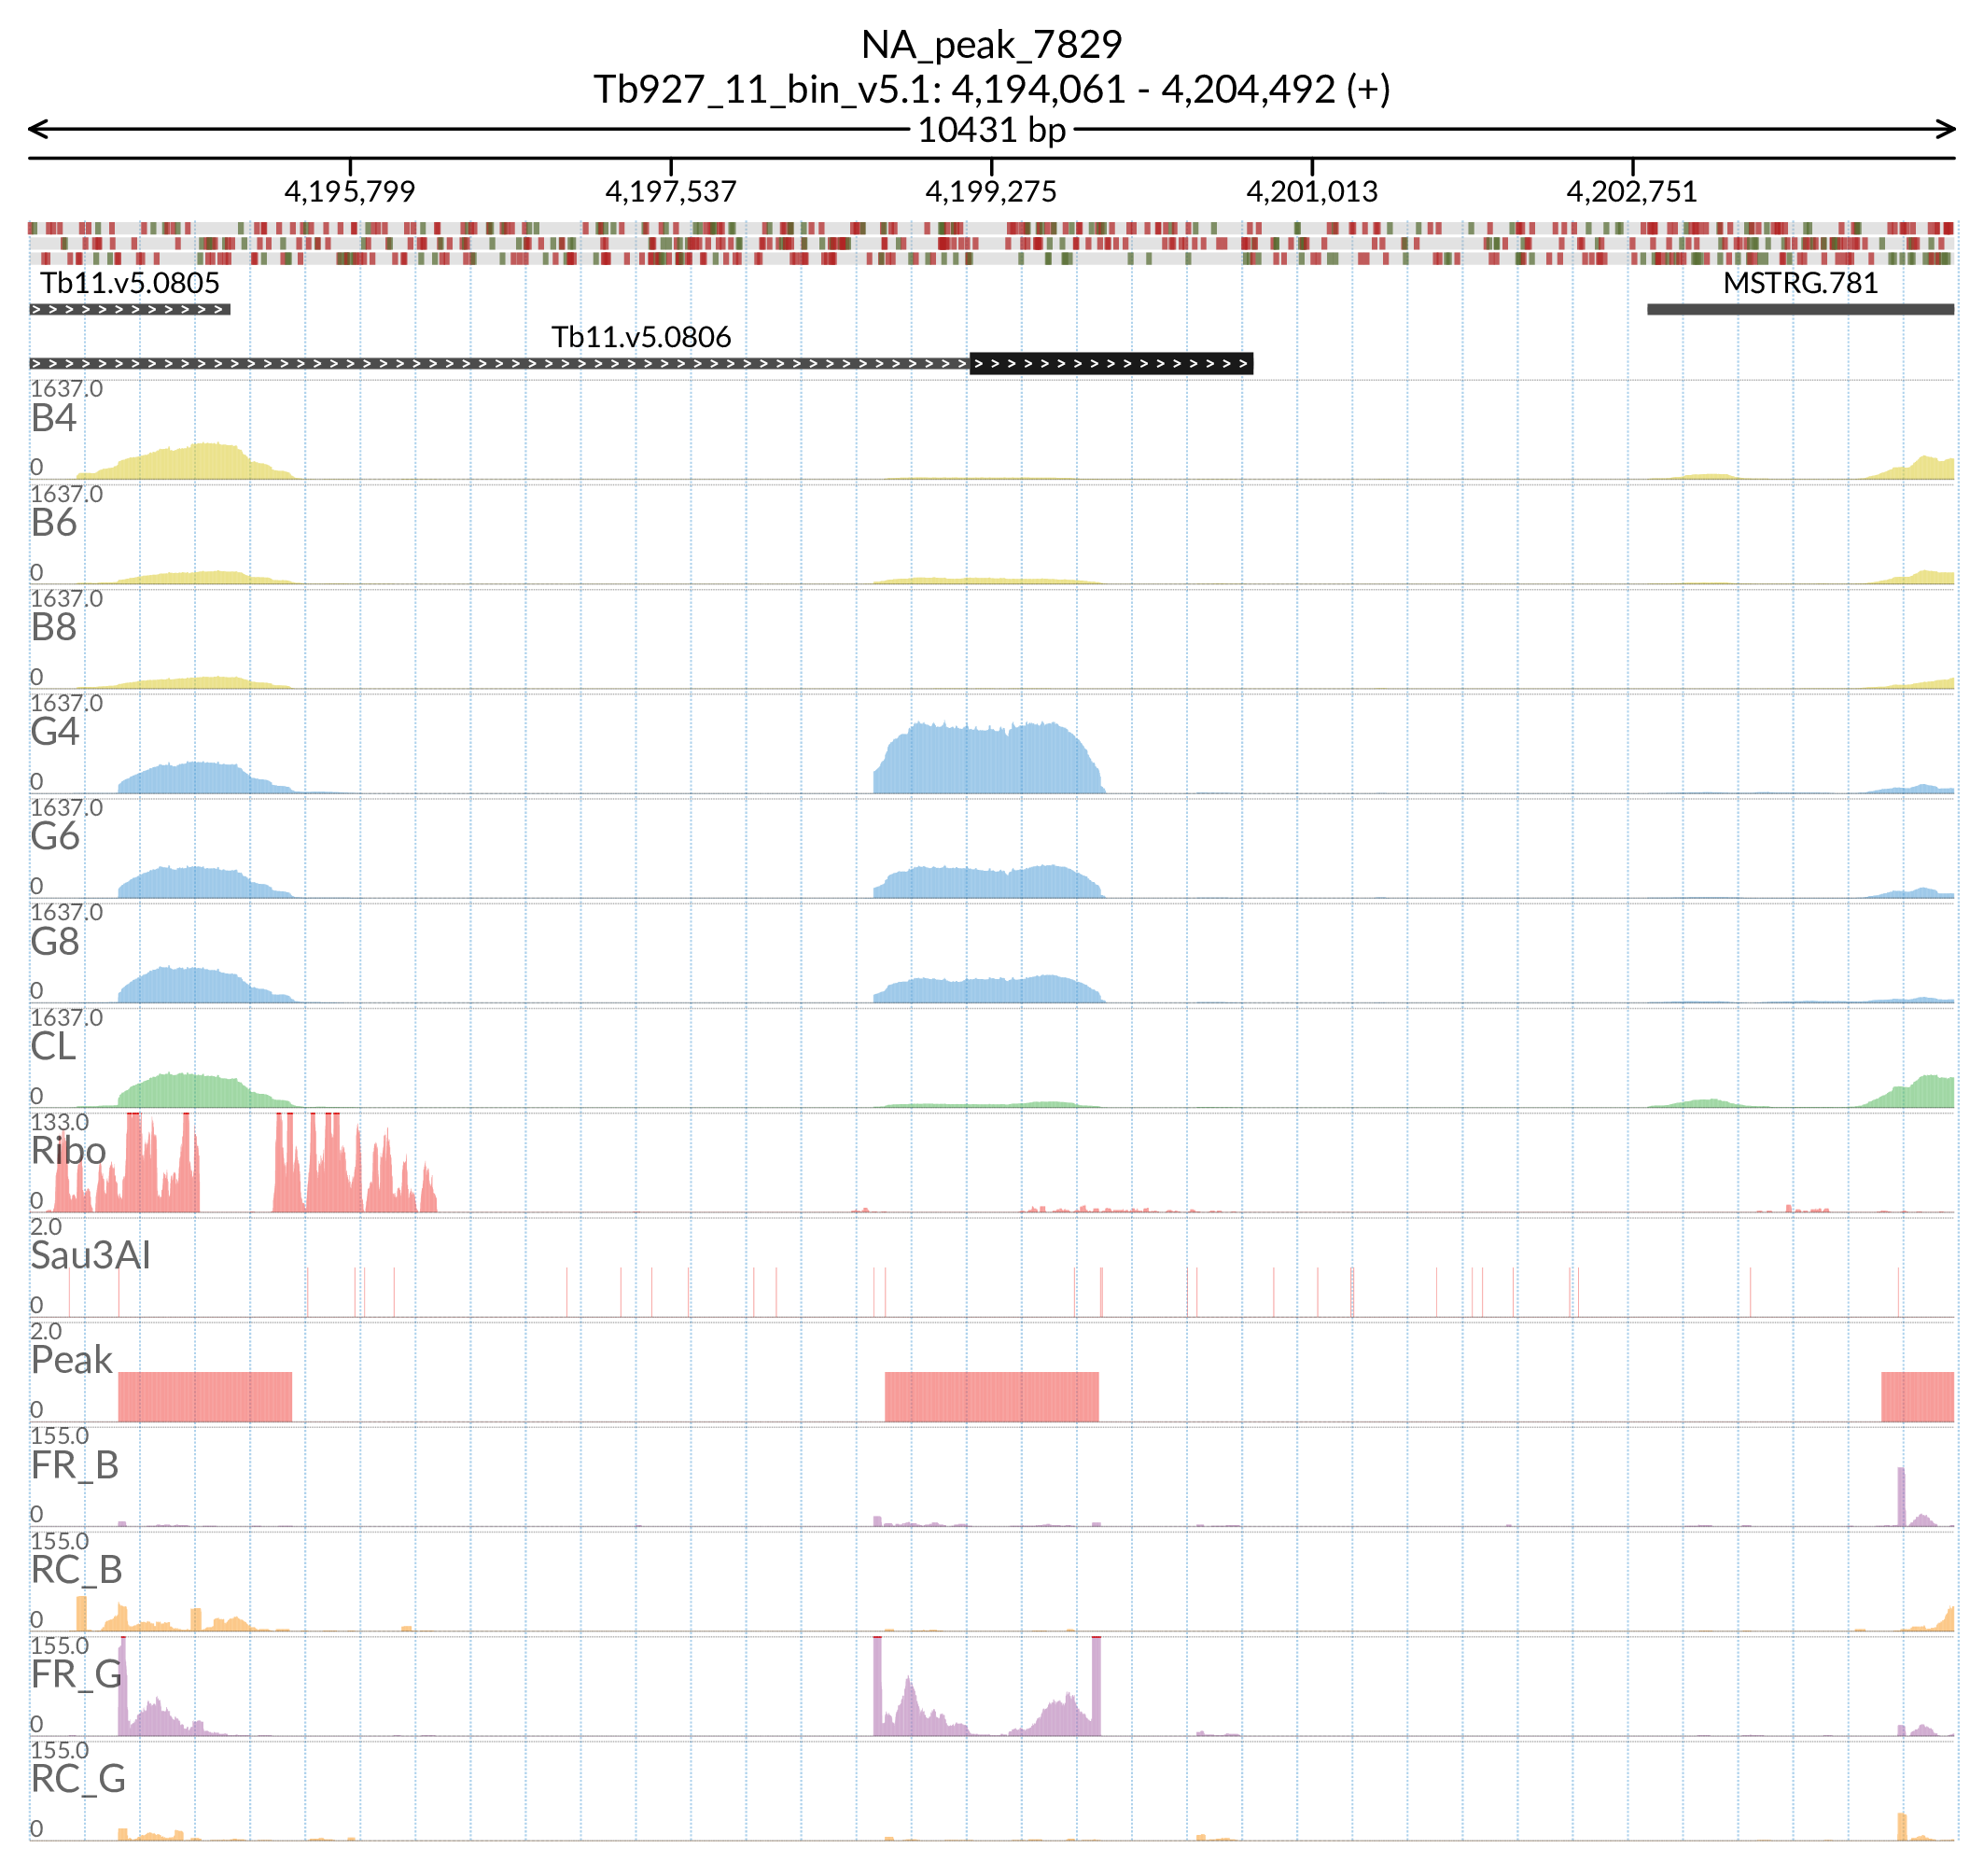 NA_peak_7829
Tb927_11_bin_v5.1: 4,194,061 - 4,204,492 (+)
10431 bp
4,195,799 4,197,537 4,199,275 4,201,013 4,202,751
Tb11.v5.0805 MSTRG.781
Tb11.v5.0806
1637.0
B4
0
1637.0
B6
0
1637.0
B8
0
1637.0
G4
0
1637.0
G6
0
1637.0
G8
0
1637.0
CL
0
133.0
Ribo
0
2.0
Sau3AI
0
2.0
Peak
0
155.0
FR_B
0
155.0
RC_B
0
155.0
FR_G
0
155.0
RC_G
0